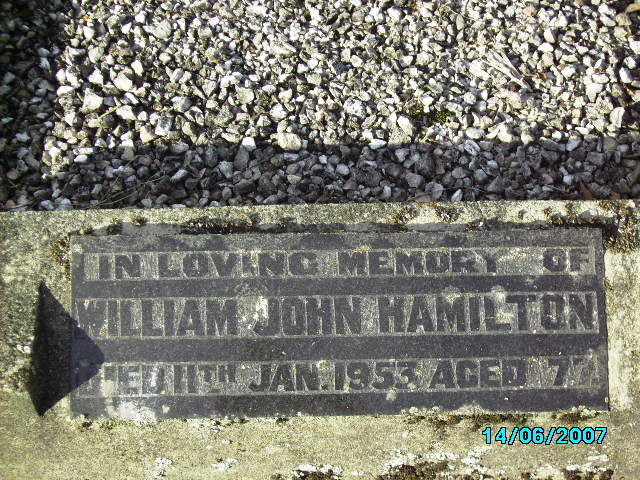 IN LOVING MEMORY OF
WILLIAM JOHN HAMILTON
DIED 11TH JAN. 1953 AGED 77.
14/06/2007